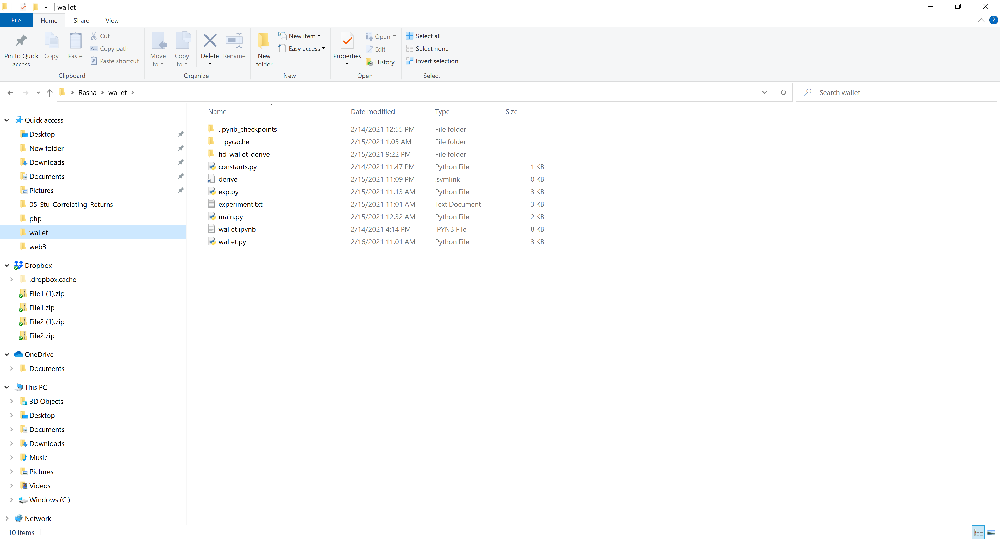 wallet
File Home Share View
Pin to Quick access
Copy
Paste
Cut
Copy path
Paste shortcut
Clipboard
Move to
Copy to
Delete
Rename
Organize
New folder
New item
Easy access
New
Properties
Open
Edit
History
Open
Select all
Select none
Invert selection
Select
Rasha wallet
Search wallet
Quick access
Desktop
New folder
Downloads
Documents
Pictures
05-Stu_Correlating_Returns
php
wallet
web3
Dropbox
.dropbox.cache
File1 (1).zip
File1.zip
File2 (1).zip
File2.zip
OneDrive
Documents
This PC
3D Objects
Desktop
Documents
Downloads
Music
Pictures
Videos
Windows (C:)
Network
Name Date modified Type Size
.ipynb_checkpoints 2/14/2021 12:55 PM File folder
__pycache__ 2/15/2021 1:05 AM File folder
hd-wallet-derive 2/15/2021 9:22 PM File folder
constants.py 2/14/2021 11:47 PM Python File 1 KB
derive 2/15/2021 11:09 PM .symlink 0 KB
exp.py 2/15/2021 11:13 AM Python File 3 KB
experiment.txt 2/15/2021 11:01 AM Text Document 3 KB
main.py 2/15/2021 12:32 AM Python File 2 KB
wallet.ipynb 2/14/2021 4:14 PM IPYNB File 8 KB
wallet.py 2/16/2021 11:01 AM Python File 3 KB
10 items